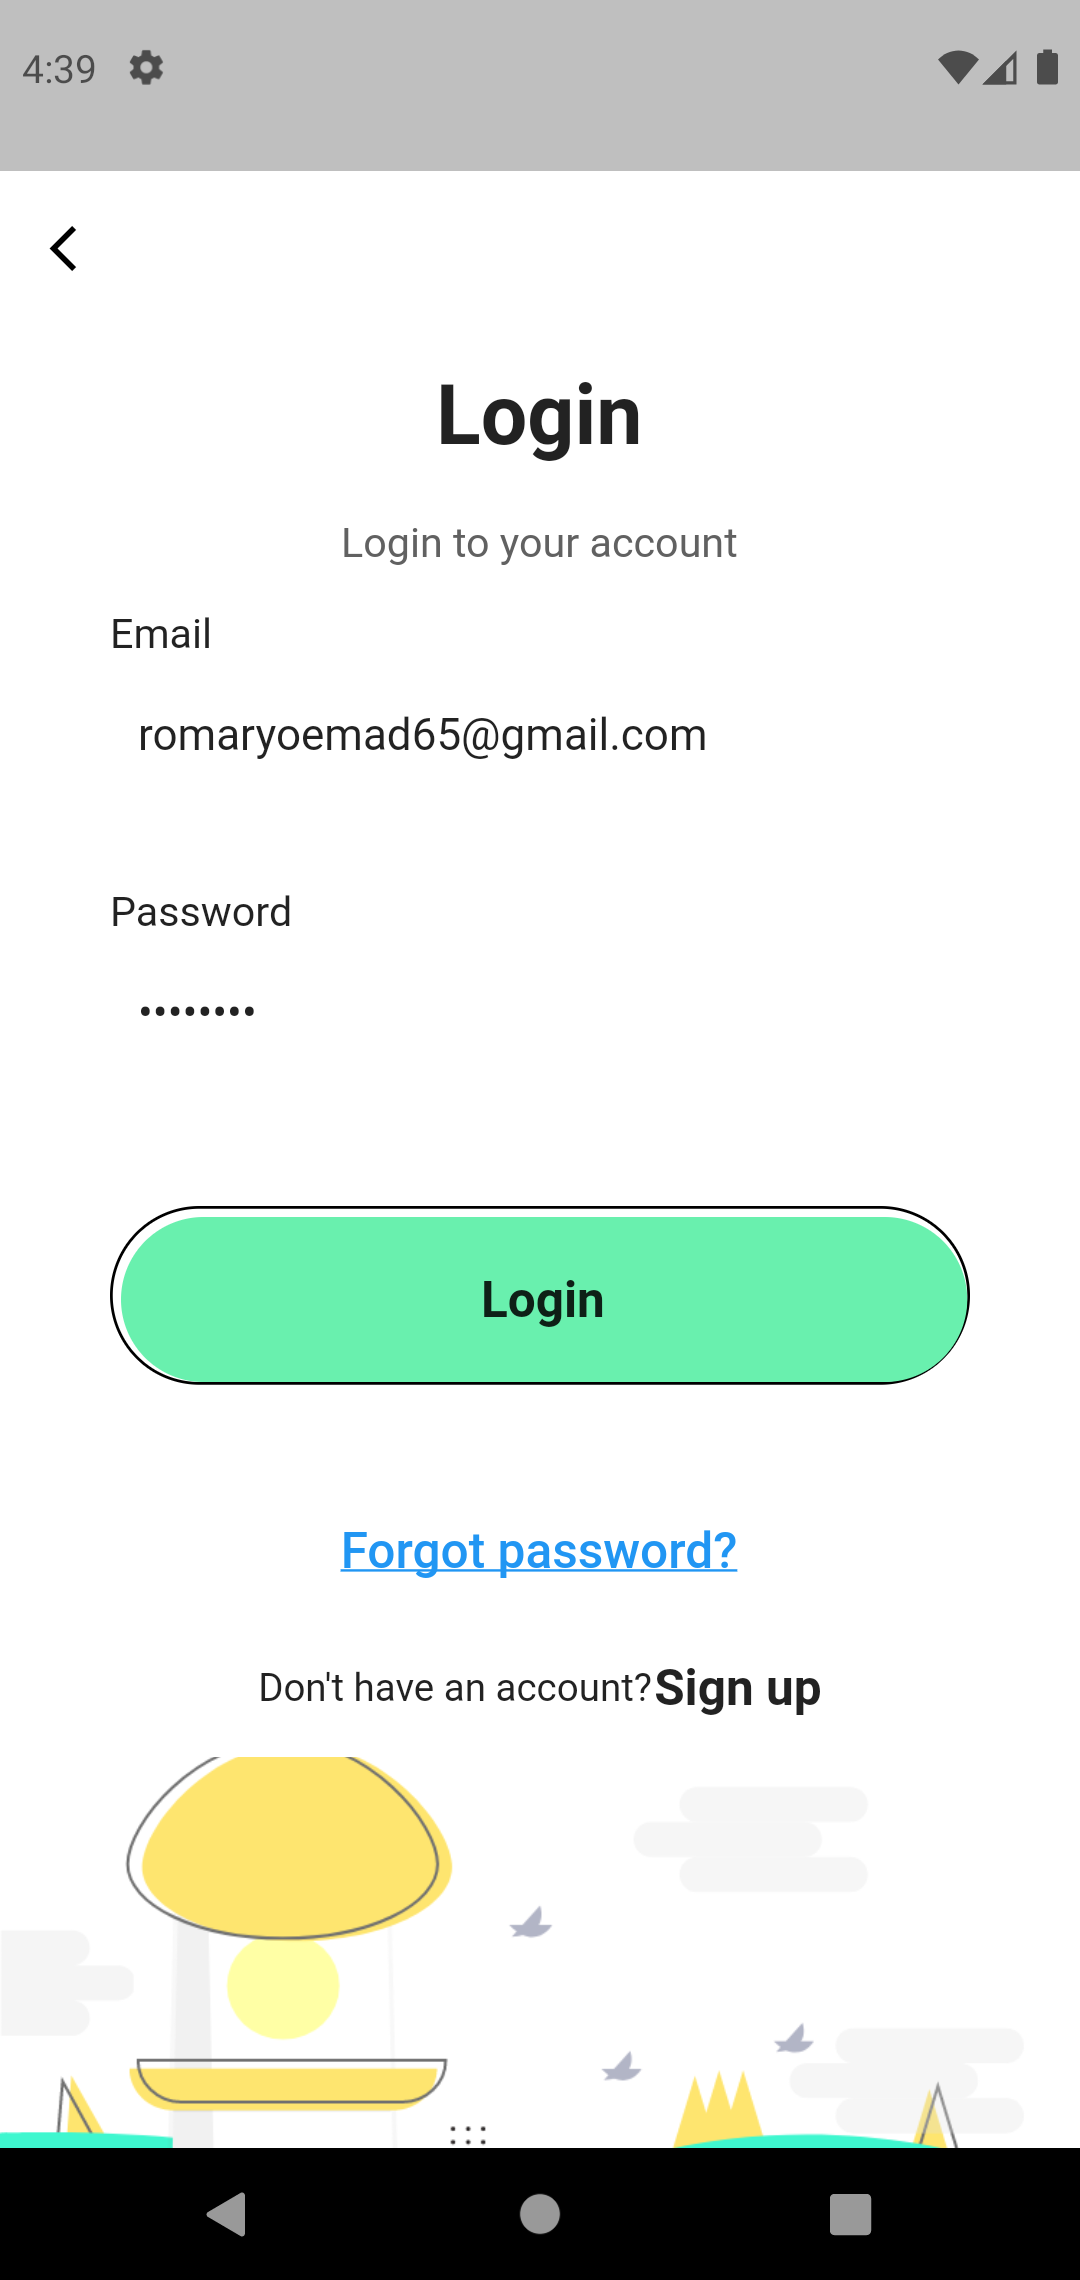 4:39
Login
Login to your account
Email
romaryoemad65@gmail.com
Password
••••••••
Login
Forgot password?
Don't have an account?Sign up